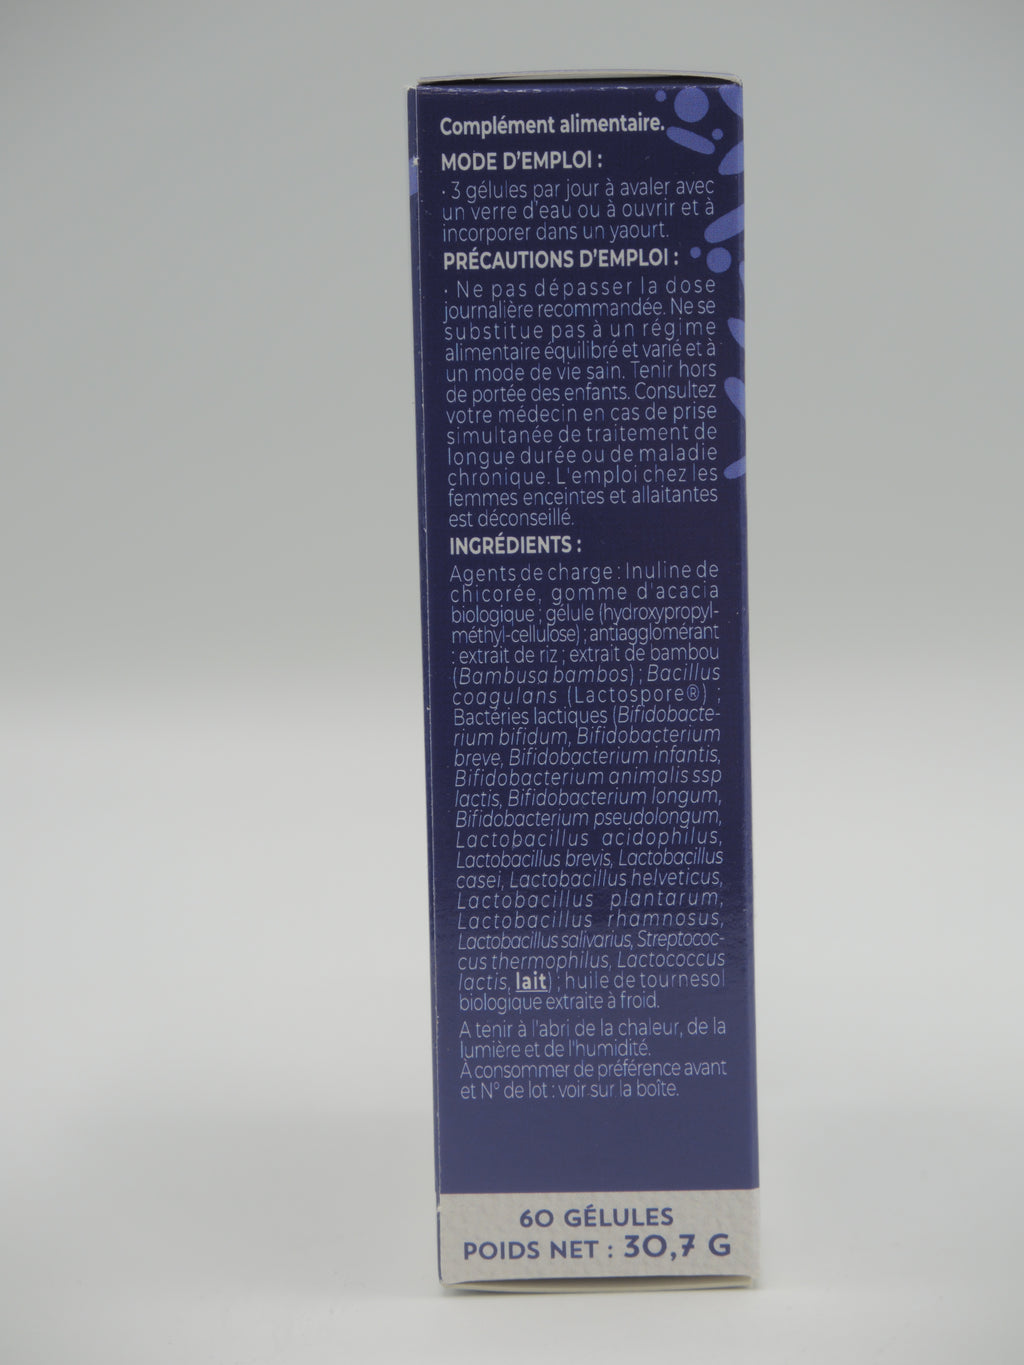 Complément alimentaire.
MODE D'EMPLOI :
· 3 gélules par jour à avaler avec
un verre d'eau ou à ouvrir et à
incorporer dans un yaourt.
PRÉCAUTIONS D'EMPLOI :
· Ne pas dépasser la dose
journalière recommandée. Ne se
substitue pas à un régime
alimentaire équilibré et varié et à
un mode de vie sain. Tenir hors
de portée des enfants. Consultez
votre médecin en cas de prise
simultanée de traitement de
longue durée ou de maladie
chronique. L'emploi chez les
femmes enceintes et allaitantes
est déconseillé.
INGRÉDIENTS :
Agents de charge : Inuline de
chicorée, gomme d'acacia
biologique ; gélule (hydroxypropyl-
méthyl-cellulose) ; antiagglomérant
: extrait de riz ; extrait de bambou
(Bambusa bambos) ; Bacillus
coagulans (Lactospore®) ;
Bactéries lactiques (Bifidobacte-
rium bifidum, Bifidobacterium
breve, Bifidobacterium infantis,
Bifidobacterium animalis ssp
lactis, Bifidobacterium longum,
Bifidobacterium pseudolongum,
Lactobacillus acidophilus,
Lactobacillus brevis, Lactobacillus
casei, Lactobacillus helveticus,
Lactobacillus plantarum,
Lactobacillus rhamnosus,
Lactobacillus salivarius, Streptococ-
cus thermophilus, Lactococcus
lactis, lait) ; huile de tournesol
biologique extraite à froid.
A tenir à l'abri de la chaleur, de la
lumière et de l'humidité.
À consommer de préférence avant
et N° de lot : voir sur la boîte.
60 GÉLULES
POIDS NET : 30,7 G